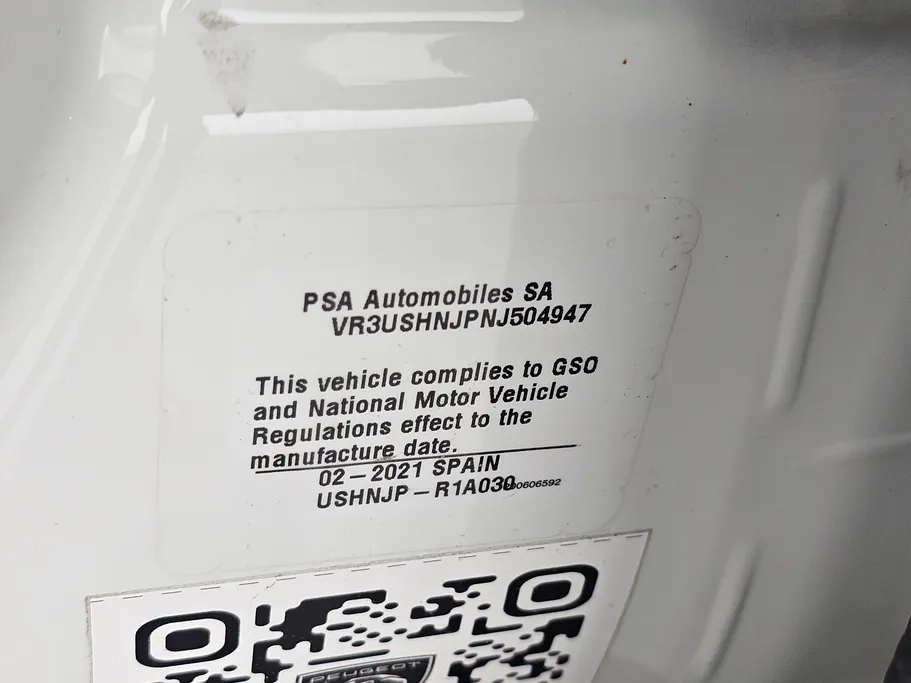 PSA Automobiles SA
VR3USHNJPNJ504947
This vehicle complies to GSO
and National Motor Vehicle
Regulations effect to the
manufacture date.
02-2021 SPAIN
USHNJP-R1A030
PEUGEOT